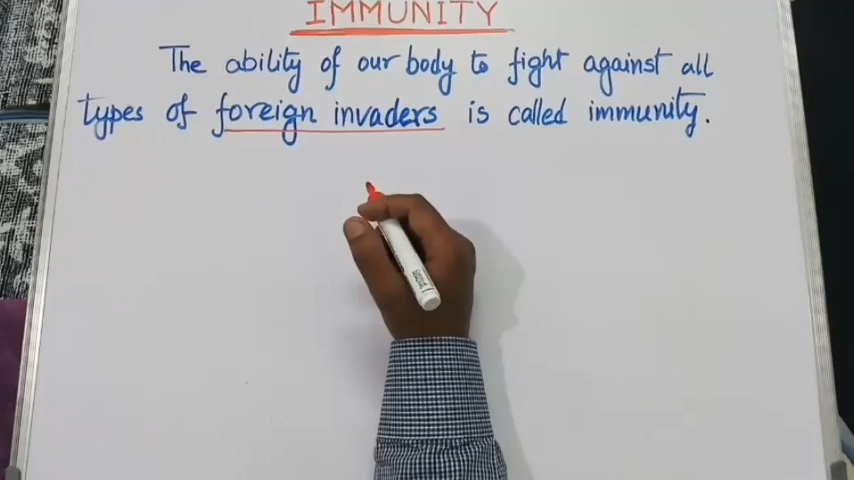 IMMUNITY
The ability of our body to fight against all
types of foreign invaders is called immunity.